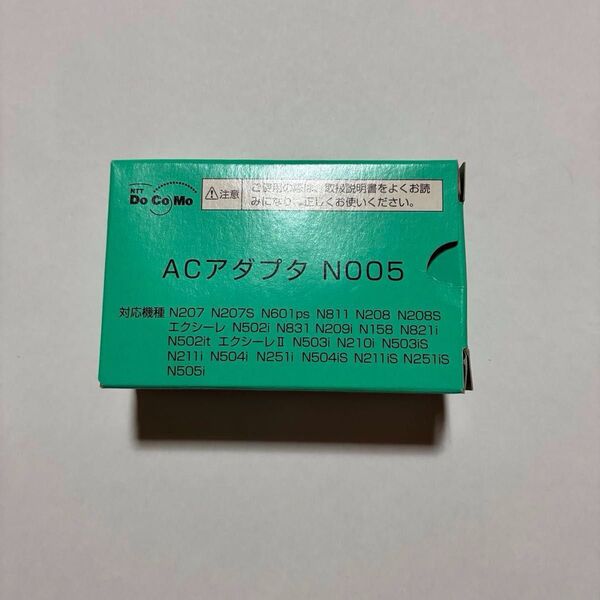 NTT
DoCoMo
⚠注意
ご使用の際は、取扱説明書をよくお読
みになり 正しくお使いください。
ACアダプタ N005
対応機種 N207 N207S N601ps N811 N208 N208S
エクシーレ N502i N831 N209i N158 N821i
N502it エクシーレⅡ N503i N210i N503iS
N211i N504i N251i N504iS N211iS N251iS
N505i